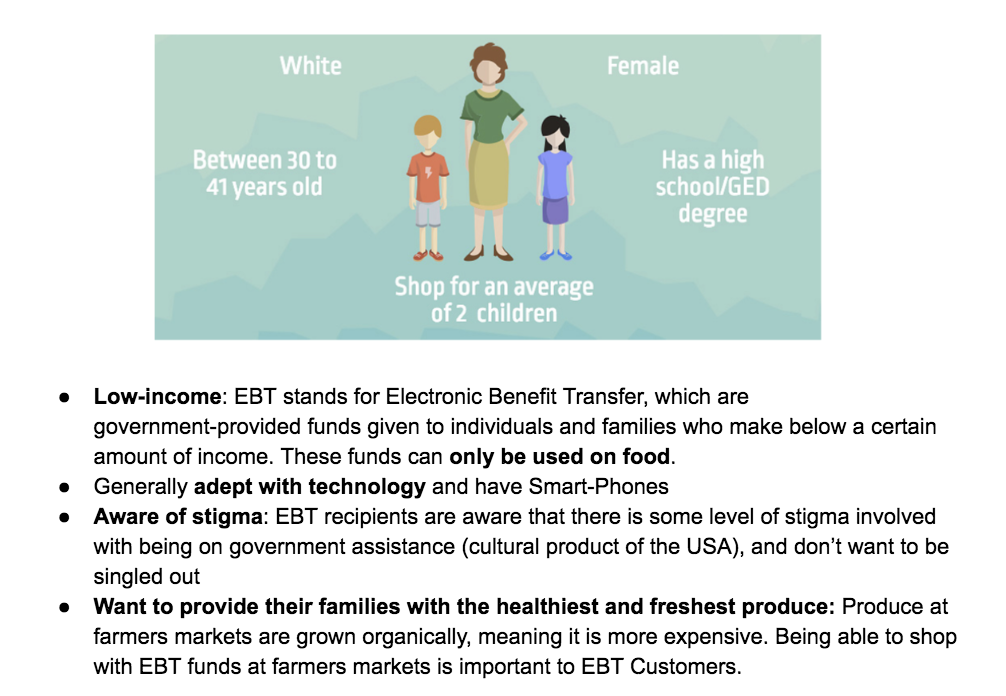 White
Female
Between 30 to
41 years old
Has a high
school/GED
degree
Shop for an average
of 2 children
● Low-income: EBT stands for Electronic Benefit Transfer, which are
government-provided funds given to individuals and families who make below a certain
amount of income. These funds can only be used on food.
● Generally adept with technology and have Smart-Phones
● Aware of stigma: EBT recipients are aware that there is some level of stigma involved
with being on government assistance (cultural product of the USA), and don’t want to be
singled out
● Want to provide their families with the healthiest and freshest produce: Produce at
farmers markets are grown organically, meaning it is more expensive. Being able to shop
with EBT funds at farmers markets is important to EBT Customers.